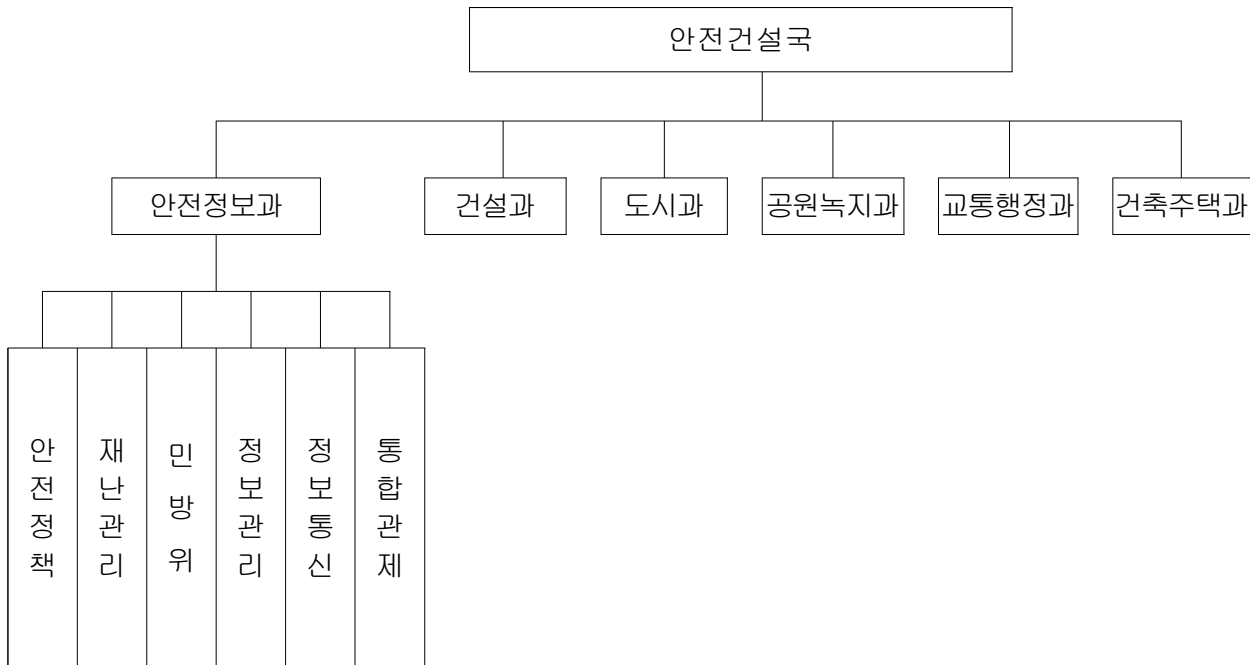 안전건설국
안전정보과
건설과
도시과
공원녹지과
교통행정과
건축주택과
안전정책
재난관리
민방위
정보관리
정보통신
통합관제